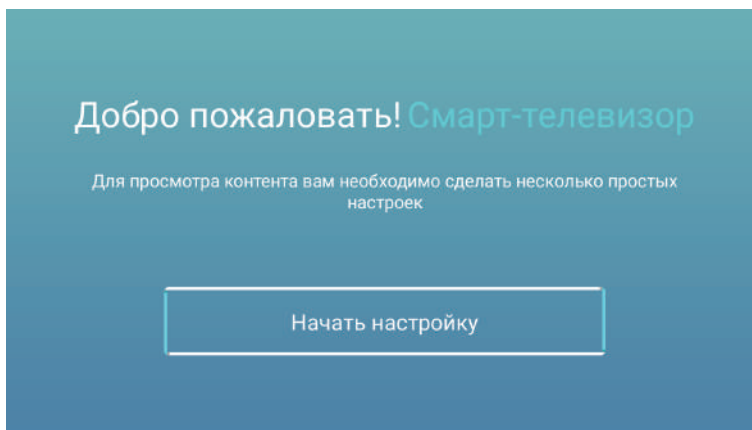 Добро пожаловать! Смарт-телевизор
Для просмотра контента вам необходимо сделать несколько простых
настроек
Начать настройку